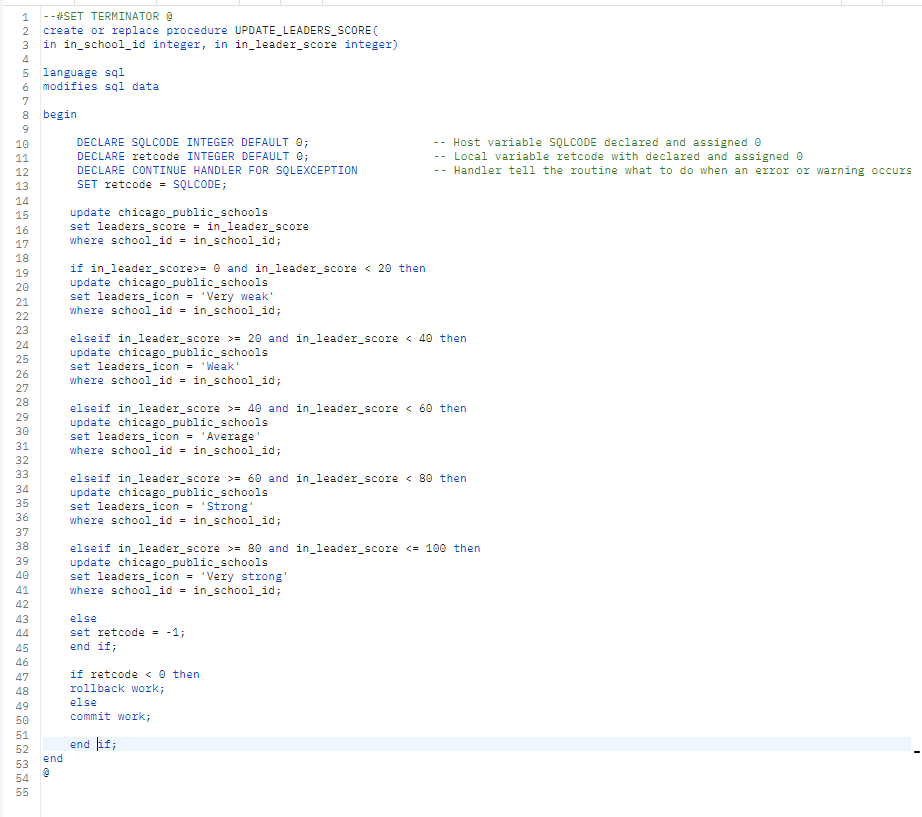 1 --#SET TERMINATOR @
2 create or replace procedure UPDATE_LEADERS_SCORE(
3 in in_school_id integer, in in_leader_score integer)
4
5 language sql
6 modifies sql data
7
8 begin
9
10 DECLARE SQLCODE INTEGER DEFAULT 0; -- Host variable SQLCODE declared and assigned 0
11 DECLARE retcode INTEGER DEFAULT 0; -- Local variable retcode with declared and assigned 0
12 DECLARE CONTINUE HANDLER FOR SQLEXCEPTION -- Handler tell the routine what to do when an error or warning occurs
13 SET retcode = SQLCODE;
14
15 update chicago_public_schools
16 set leaders_score = in_leader_score
17 where school_id = in_school_id;
18
19 if in_leader_score>= 0 and in_leader_score < 20 then
20 update chicago_public_schools
21 set leaders_icon = 'Very weak'
22 where school_id = in_school_id;
23
24 elseif in_leader_score >= 20 and in_leader_score < 40 then
25 update chicago_public_schools
26 set leaders_icon = 'Weak'
27 where school_id = in_school_id;
28
29 elseif in_leader_score >= 40 and in_leader_score < 60 then
30 update chicago_public_schools
31 set leaders_icon = 'Average'
32 where school_id = in_school_id;
33
34 elseif in_leader_score >= 60 and in_leader_score < 80 then
35 update chicago_public_schools
36 set leaders_icon = 'Strong'
37 where school_id = in_school_id;
38
39 elseif in_leader_score >= 80 and in_leader_score <= 100 then
40 update chicago_public_schools
41 set leaders_icon = 'Very strong'
42 where school_id = in_school_id;
43
44 else
45 set retcode = -1;
46 end if;
47
48 if retcode < 0 then
49 rollback work;
50 else
51 commit work;
52
53 end if;
54 end
55 @